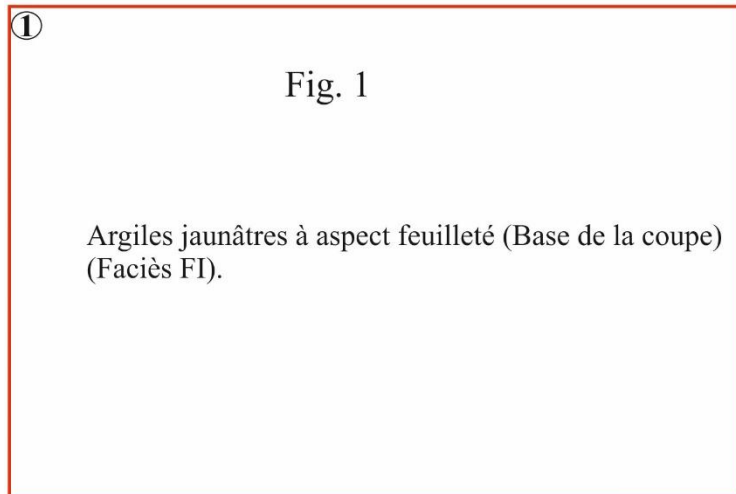 ①
Fig. 1
Argiles jaunâtres à aspect feuilleté (Base de la coupe)
(Faciès FI).